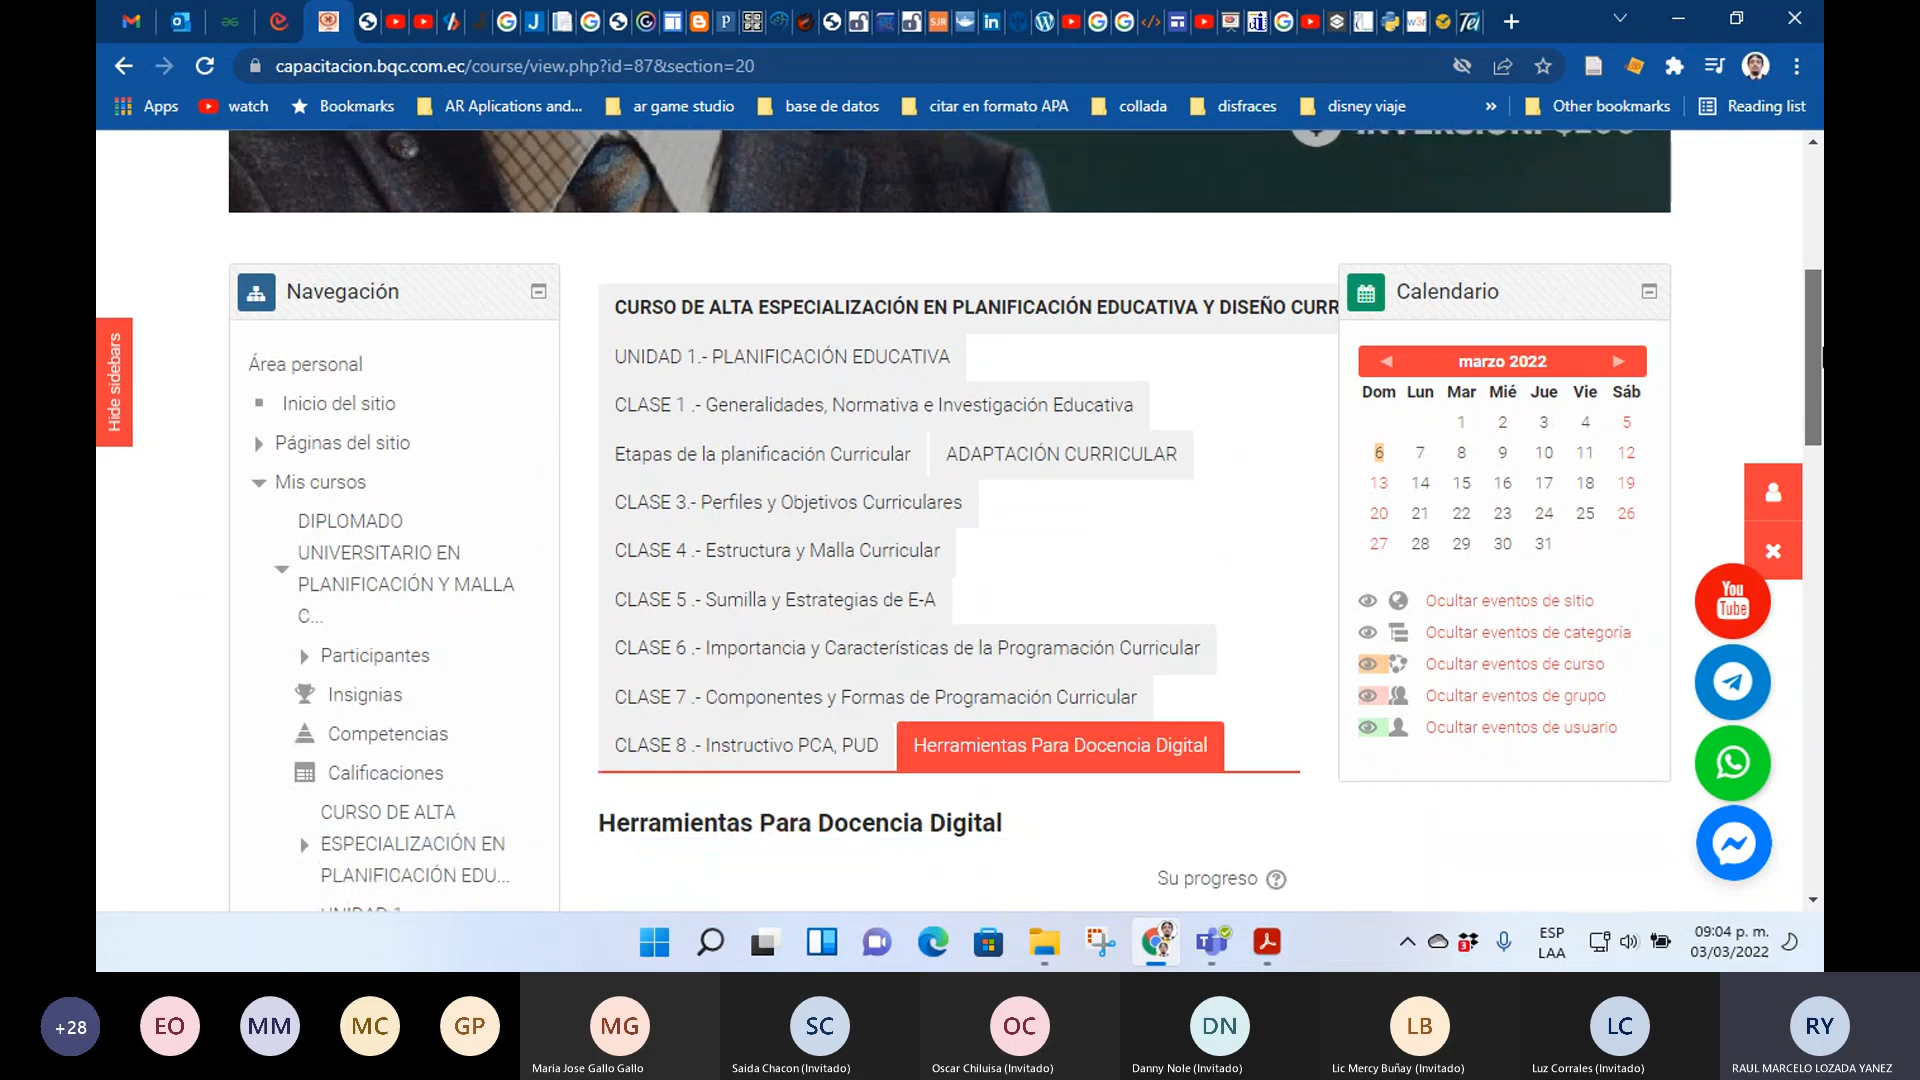 capacitacion.bqc.com.ec/course/view.php?id=87&section=20
Apps
watch
Bookmarks
AR Aplications and...
ar game studio
base de datos
citar en formato APA
collada
disfraces
disney viaje
»
Other bookmarks
Reading list
Hide sidebars
Navegación
Área personal
Inicio del sitio
Páginas del sitio
Mis cursos
DIPLOMADO
UNIVERSITARIO EN
PLANIFICACIÓN Y MALLA
C...
Participantes
Insignias
Competencias
Calificaciones
CURSO DE ALTA
ESPECIALIZACIÓN EN
PLANIFICACIÓN EDU...
CURSO DE ALTA ESPECIALIZACIÓN EN PLANIFICACIÓN EDUCATIVA Y DISEÑO CURR
UNIDAD 1.- PLANIFICACIÓN EDUCATIVA
CLASE 1 .- Generalidades, Normativa e Investigación Educativa
Etapas de la planificación Curricular ADAPTACIÓN CURRICULAR
CLASE 3.- Perfiles y Objetivos Curriculares
CLASE 4 .- Estructura y Malla Curricular
CLASE 5 .- Sumilla y Estrategias de E-A
CLASE 6 .- Importancia y Características de la Programación Curricular
CLASE 7 .- Componentes y Formas de Programación Curricular
CLASE 8 .- Instructivo PCA, PUD Herramientas Para Docencia Digital
Herramientas Para Docencia Digital
Su progreso
Calendario
marzo 2022
Dom Lun Mar Mié Jue Vie Sáb
1 2 3 4 5
6 7 8 9 10 11 12
13 14 15 16 17 18 19
20 21 22 23 24 25 26
27 28 29 30 31
Ocultar eventos de sitio
Ocultar eventos de categoría
Ocultar eventos de curso
Ocultar eventos de grupo
Ocultar eventos de usuario
You
Tube
ESP
LAA
09:04 p. m.
03/03/2022
+28
EO
MM
MC
GP
MG
Maria Jose Gallo Gallo
SC
Saida Chacon (Invitado)
OC
Oscar Chiluisa (Invitado)
DN
Danny Nole (Invitado)
LB
Lic Mercy Buñay (Invitado)
LC
Luz Corrales (Invitado)
RY
RAUL MARCELO LOZADA YANEZ